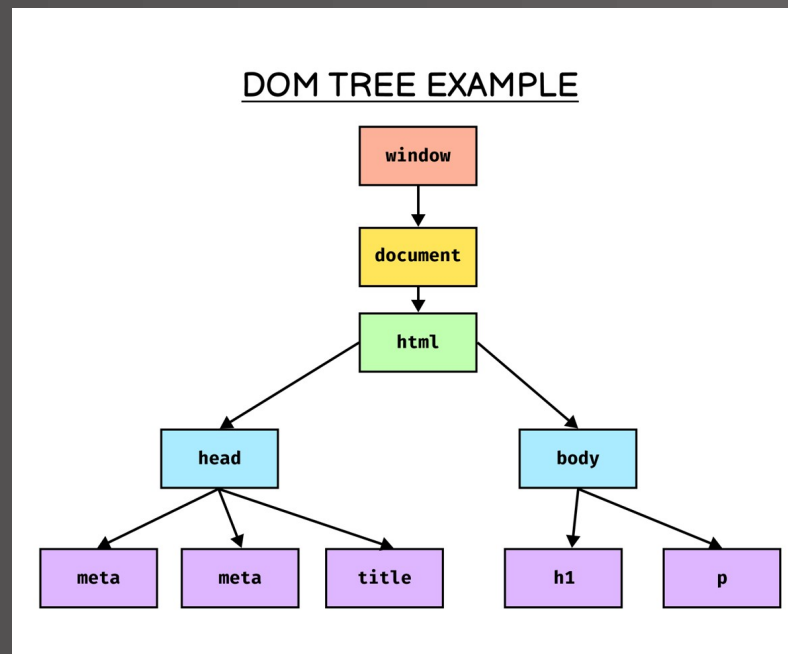 DOM TREE EXAMPLE
window
document
html
head
body
meta
meta
title
h1
p